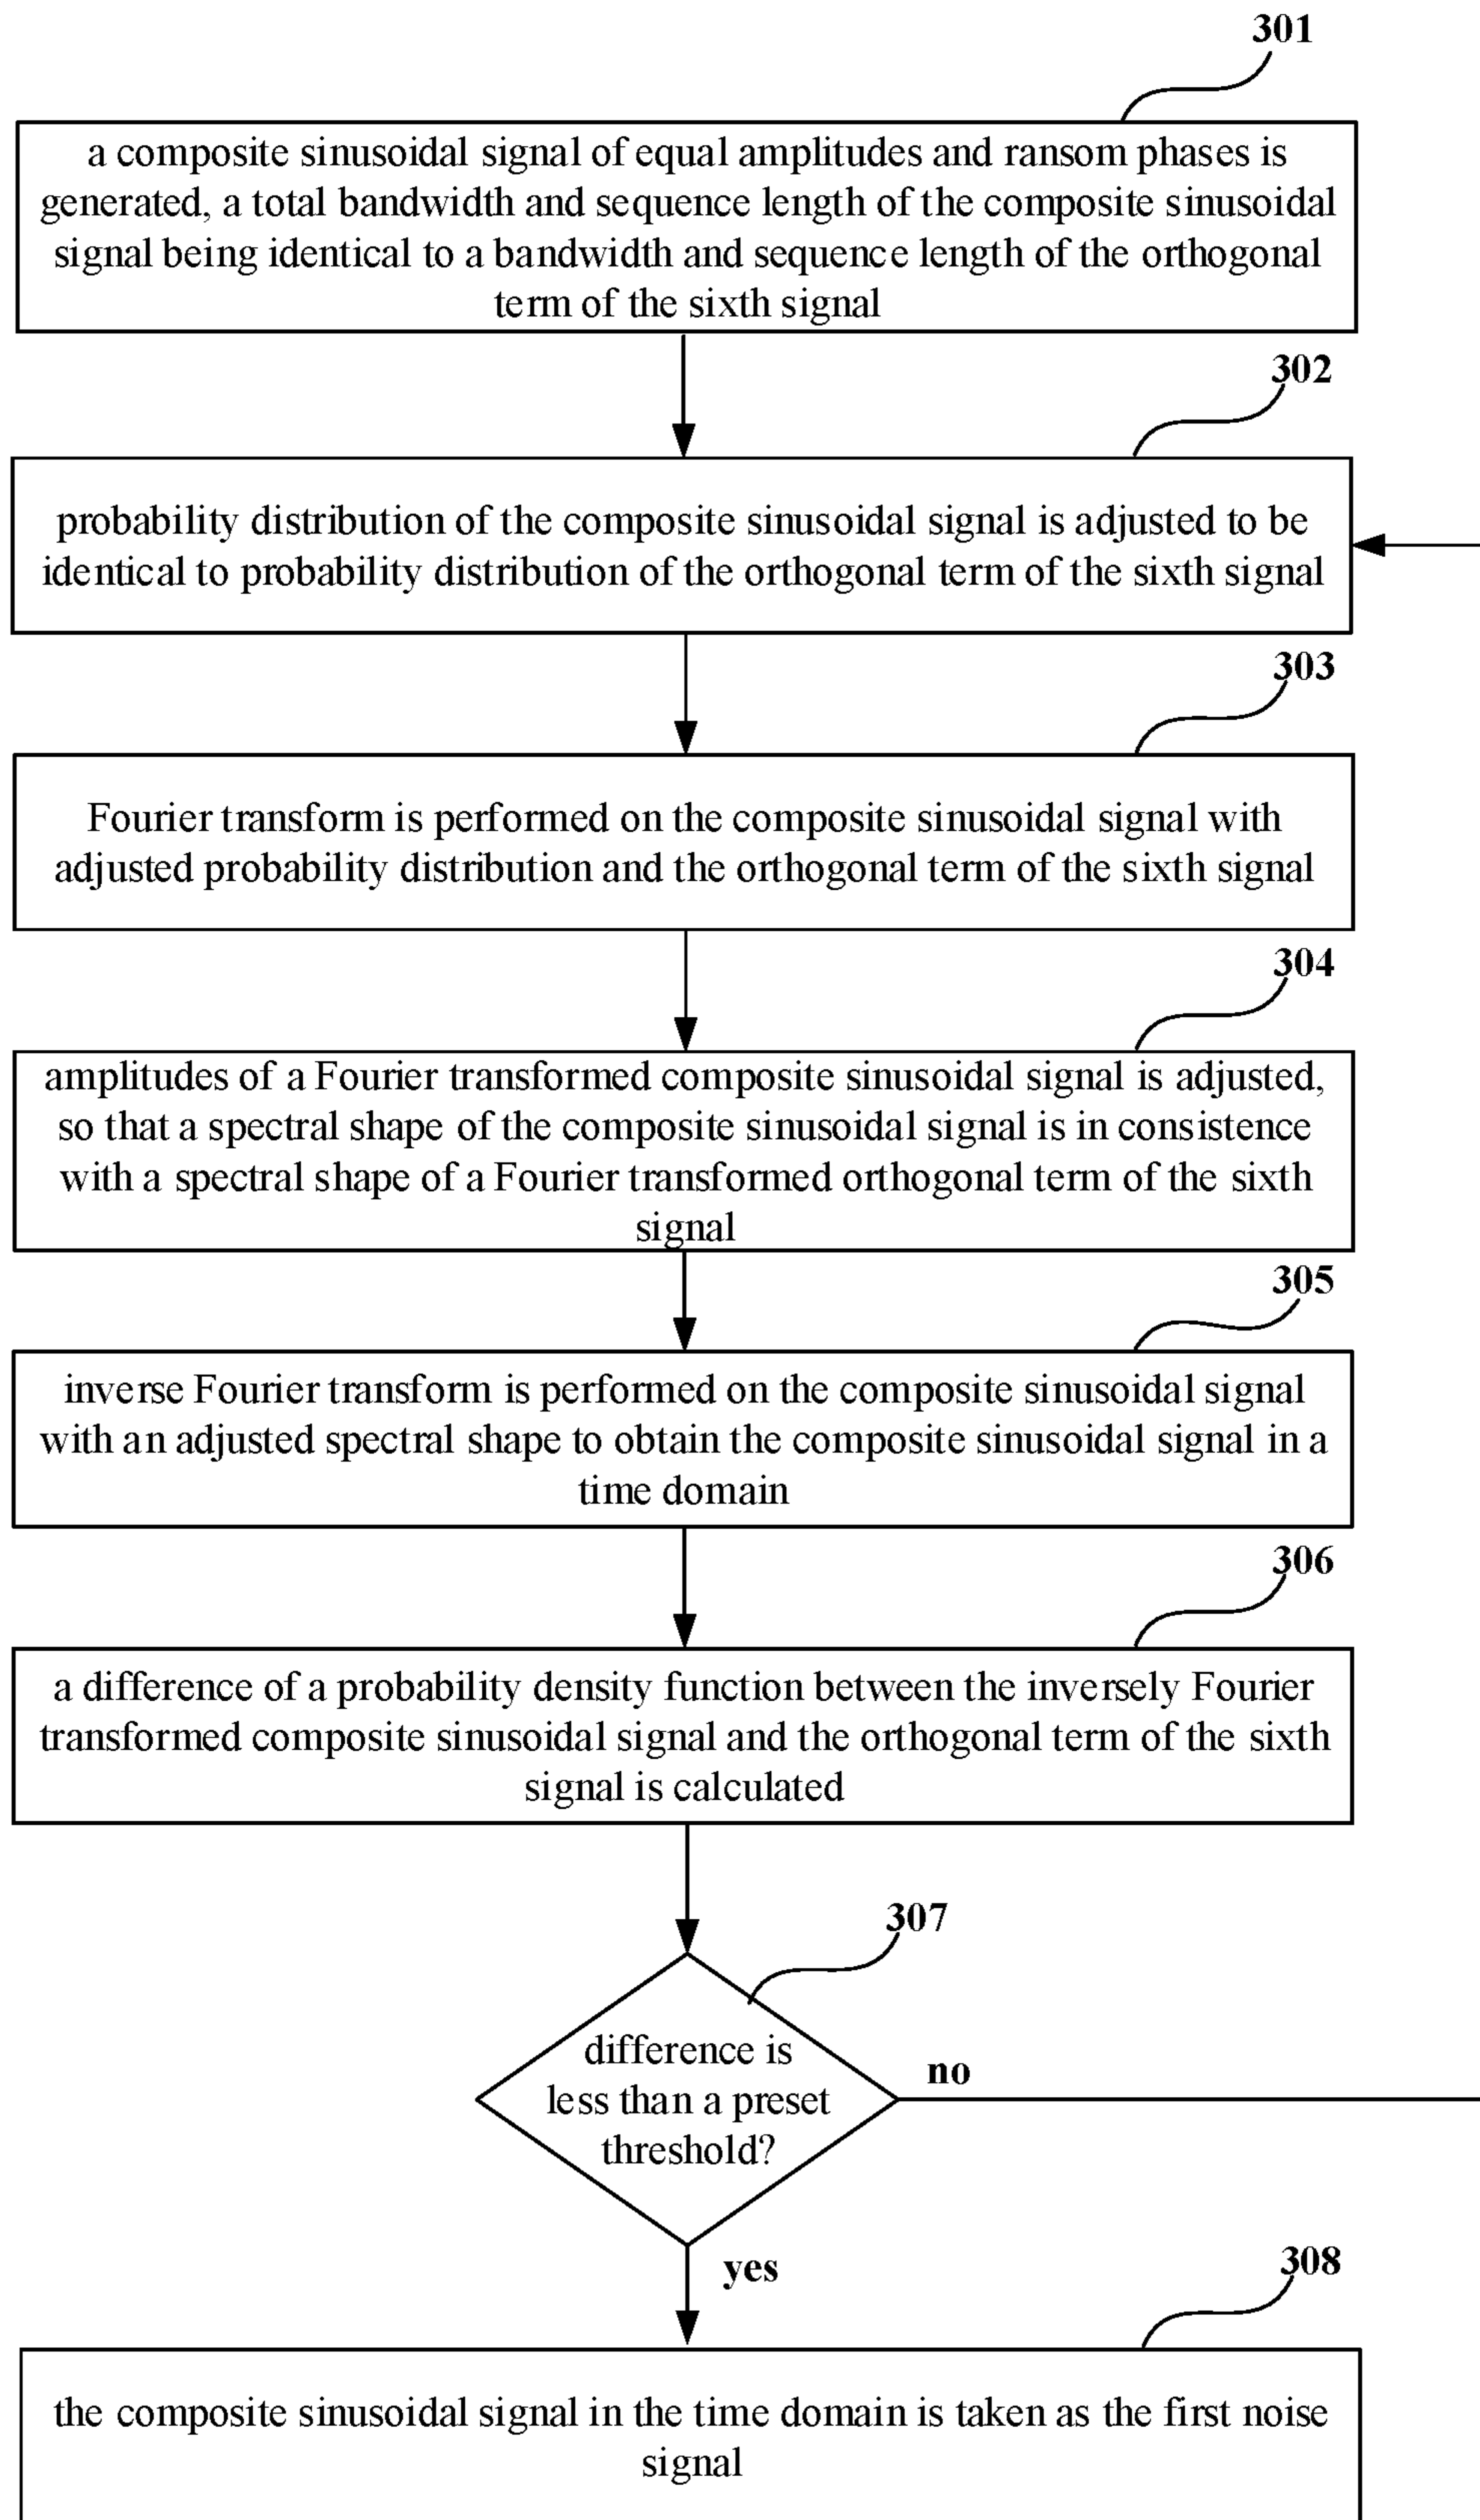 301
a composite sinusoidal signal of equal amplitudes and ransom phases is
generated, a total bandwidth and sequence length of the composite sinusoidal
signal being identical to a bandwidth and sequence length of the orthogonal
term of the sixth signal
302
probability distribution of the composite sinusoidal signal is adjusted to be
identical to probability distribution of the orthogonal term of the sixth signal
303
Fourier transform is performed on the composite sinusoidal signal with
adjusted probability distribution and the orthogonal term of the sixth signal
304
amplitudes of a Fourier transformed composite sinusoidal signal is adjusted,
so that a spectral shape of the composite sinusoidal signal is in consistence
with a spectral shape of a Fourier transformed orthogonal term of the sixth
signal
305
inverse Fourier transform is performed on the composite sinusoidal signal
with an adjusted spectral shape to obtain the composite sinusoidal signal in a
time domain
306
a difference of a probability density function between the inversely Fourier
transformed composite sinusoidal signal and the orthogonal term of the sixth
signal is calculated
307
difference is
less than a preset
threshold?
no
yes
308
the composite sinusoidal signal in the time domain is taken as the first noise
signal